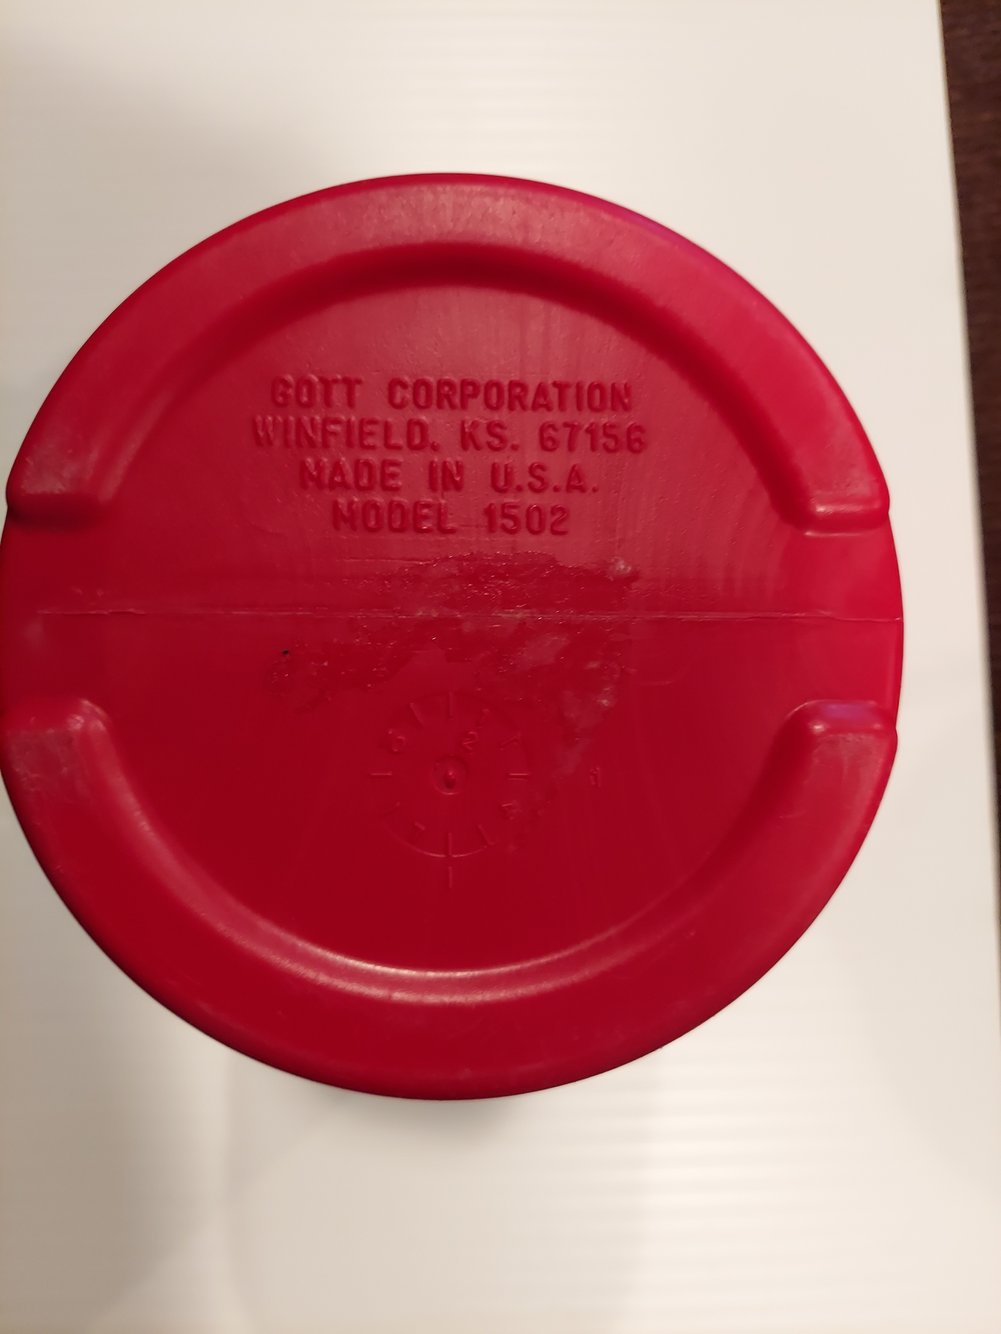 GOTT CORPORATION
WINFIELD, KS. 67156
MADE IN U.S.A.
MODEL 1502